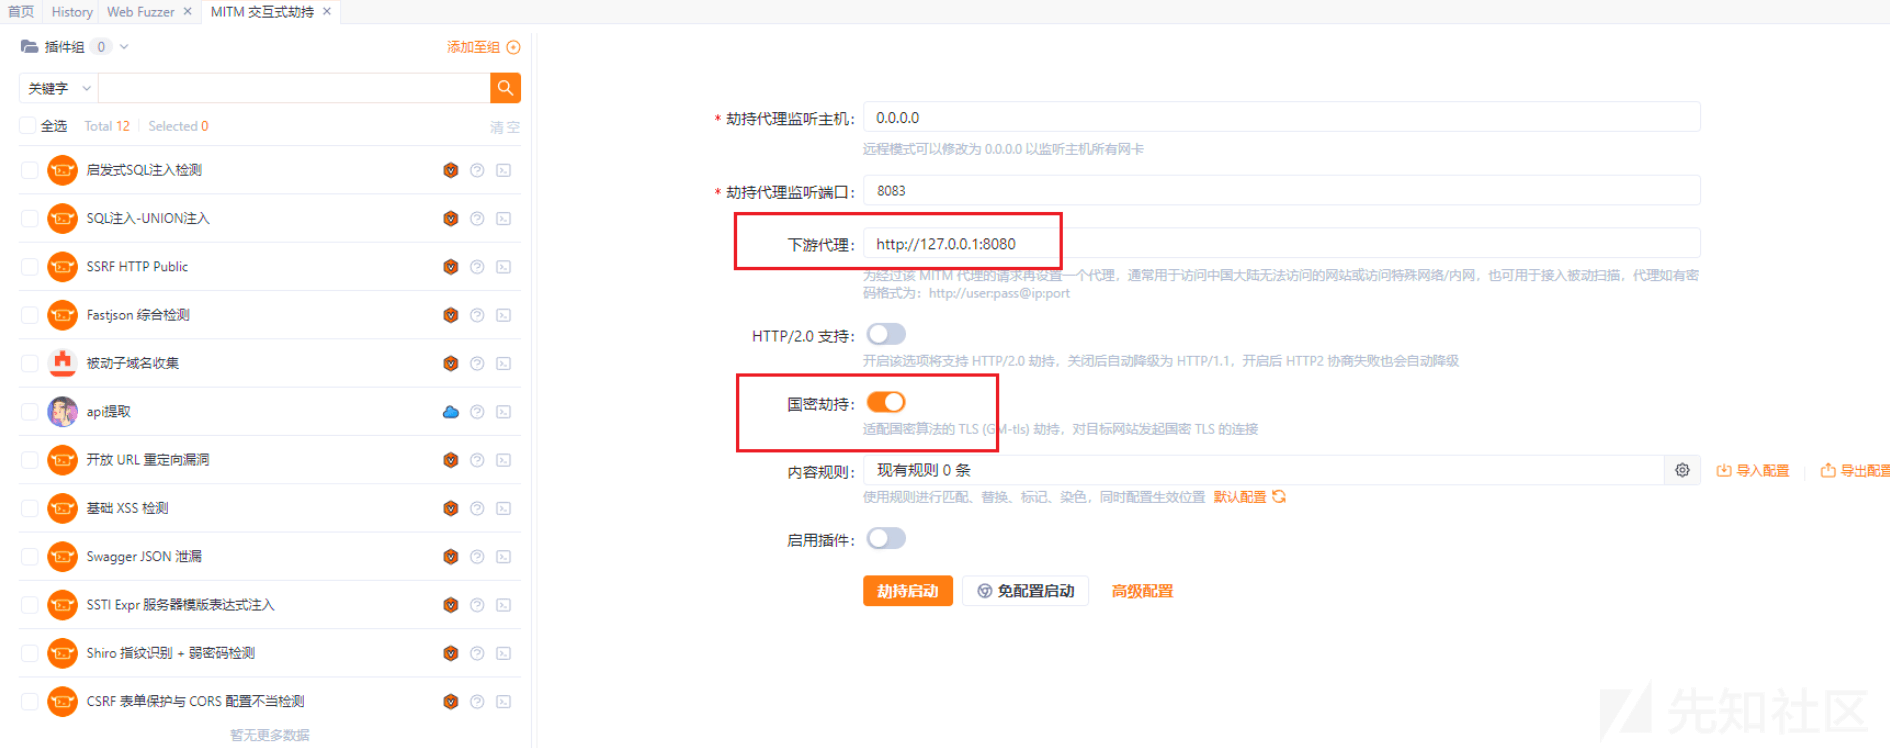 首页 History Web Fuzzer × MITM 交互式劫持 ×
插件组 0
添加至组
关键字
全选 Total 12 Selected 0 清空
启发式SQL注入检测
SQL注入-UNION注入
SSRF HTTP Public
Fastjson 综合检测
被动子域名收集
api提取
开放 URL 重定向漏洞
基础 XSS 检测
Swagger JSON 泄漏
SSTI Expr 服务器模版表达式注入
Shiro 指纹识别 + 弱密码检测
CSRF 表单保护与 CORS 配置不当检测
暂无更多数据
* 劫持代理监听主机: 0.0.0.0
远程模式可以修改为 0.0.0.0 以监听主机所有网卡
* 劫持代理监听端口: 8083
下游代理: http://127.0.0.1:8080
为经过该 MITM 代理的请求再设置一个代理，通常用于访问中国大陆无法访问的网站或访问特殊网络/内网，也可用于接入被动扫描，代理如有密
码格式为：http://user:pass@ip:port
HTTP/2.0 支持:
开启该选项将支持 HTTP/2.0 劫持，关闭后自动降级为 HTTP/1.1，开启后 HTTP2 协商失败也会自动降级
国密劫持:
适配国密算法的 TLS (GM-tls) 劫持，对目标网站发起国密 TLS 的连接
内容规则: 现有规则 0 条 导入配置 导出配置
使用规则进行匹配、替换、标记、染色，同时配置生效位置 默认配置
启用插件:
劫持启动 免配置启动 高级配置
先知社区